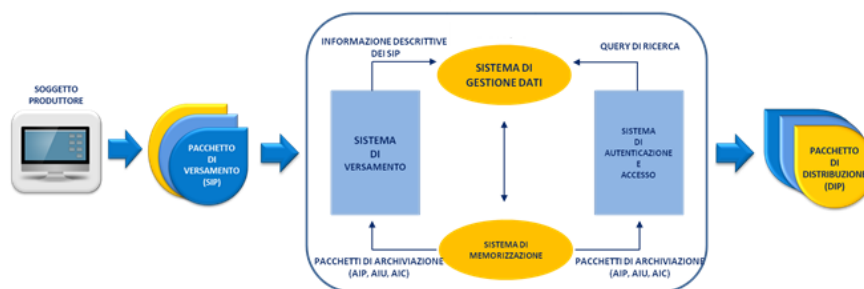 SOGGETTO
PRODUTTORE
PACCHETTO
DI
VERSAMENTO
(SIP)
INFORMAZIONE DESCRITTIVE
DEI SIP
QUERY DI RICERCA
SISTEMA DI
GESTIONE DATI
SISTEMA
DI
VERSAMENTO
SISTEMA
DI
AUTENTICAZIONE
E
ACCESSO
SISTEMA DI
MEMORIZZAZIONE
PACCHETTI DI ARCHIVIAZIONE
(AIP, AIU, AIC)
PACCHETTI DI ARCHIVIAZIONE
(AIP, AIU, AIC)
PACCHETTO
DI
DISTRIBUZIONE
(DIP)